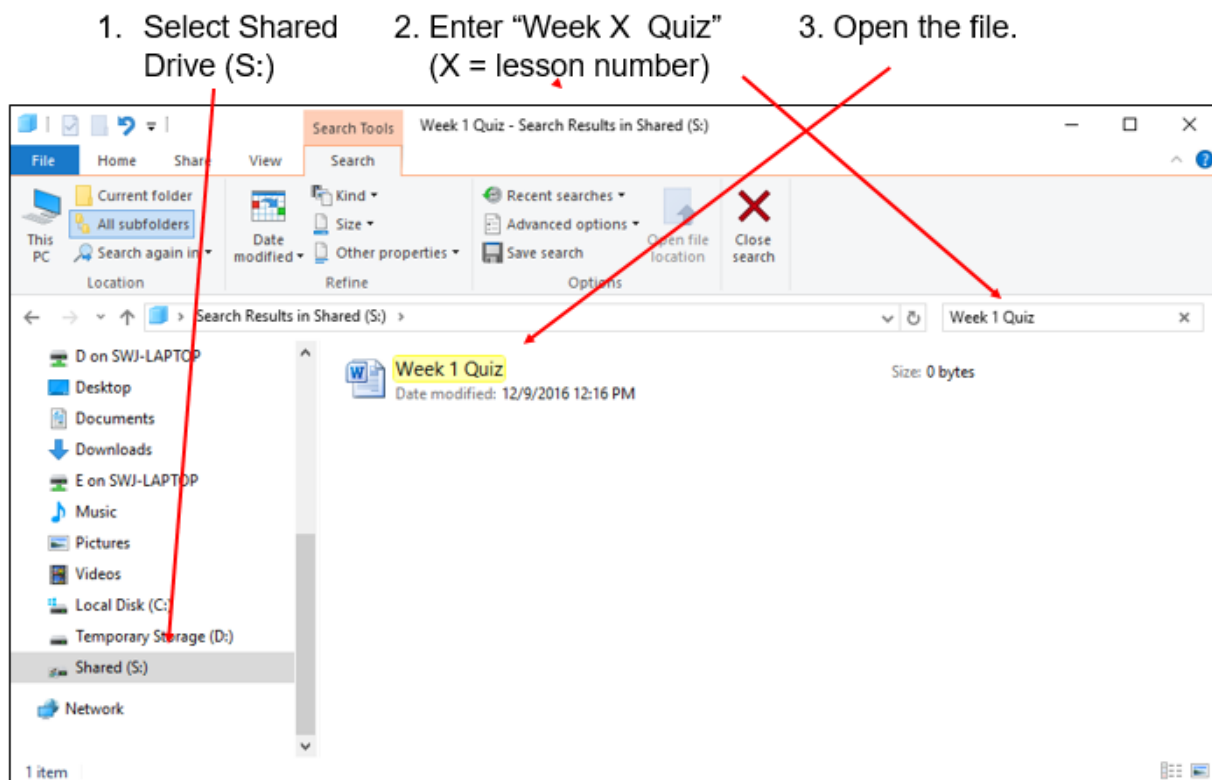 1. Select Shared Drive (S:)
2. Enter “Week X  Quiz” (X = lesson number)
3. Open the file.
Search Tools
Week 1 Quiz - Search Results in Shared (S:)
File
Home
Share
View
Search
This PC
Current folder
All subfolders
Search again in
Location
Date modified
Kind
Size
Other properties
Refine
Recent searches
Advanced options
Save search
Open file location
Options
Close search
Search Results in Shared (S:)
Week 1 Quiz
D on SWJ-LAPTOP
Desktop
Documents
Downloads
E on SWJ-LAPTOP
Music
Pictures
Videos
Local Disk (C:)
Temporary Storage (D:)
Shared (S:)
Network
Week 1 Quiz
Date modified: 12/9/2016 12:16 PM
Size: 0 bytes
1 item